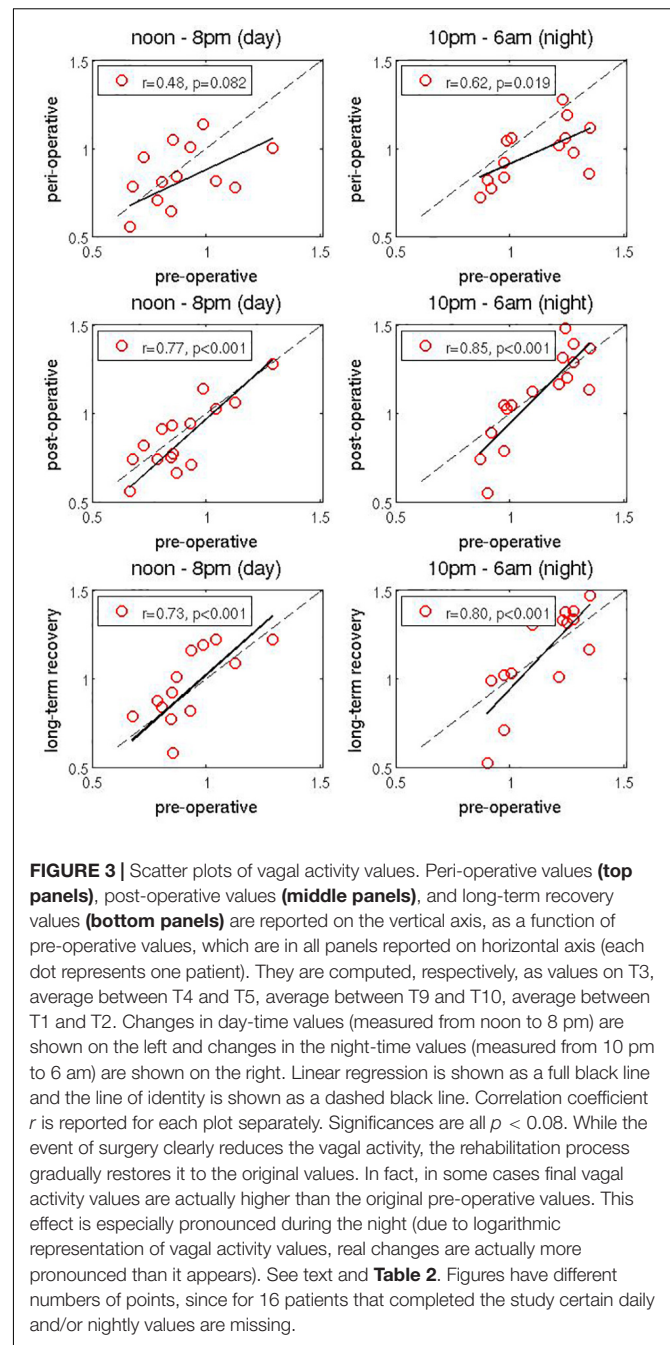 noon - 8pm (day)
10pm - 6am (night)
r=0.48, p=0.082
r=0.62, p=0.019
peri-operative
1.5
1
0.5
0.5
1
1.5
pre-operative
peri-operative
1.5
1
0.5
0.5
1
1.5
pre-operative
noon - 8pm (day)
10pm - 6am (night)
r=0.77, p<0.001
r=0.85, p<0.001
post-operative
1.5
1
0.5
0.5
1
1.5
pre-operative
post-operative
1.5
1
0.5
0.5
1
1.5
pre-operative
noon - 8pm (day)
10pm - 6am (night)
r=0.73, p<0.001
r=0.80, p<0.001
long-term recovery
1.5
1
0.5
0.5
1
1.5
pre-operative
long-term recovery
1.5
1
0.5
0.5
1
1.5
pre-operative
FIGURE 3 | Scatter plots of vagal activity values. Peri-operative values (top
panels), post-operative values (middle panels), and long-term recovery
values (bottom panels) are reported on the vertical axis, as a function of
pre-operative values, which are in all panels reported on horizontal axis (each
dot represents one patient). They are computed, respectively, as values on T3,
average between T4 and T5, average between T9 and T10, average between
T1 and T2. Changes in day-time values (measured from noon to 8 pm) are
shown on the left and changes in the night-time values (measured from 10 pm
to 6 am) are shown on the right. Linear regression is shown as a full black line
and the line of identity is shown as a dashed black line. Correlation coefficient
r is reported for each plot separately. Significances are all p < 0.08. While the
event of surgery clearly reduces the vagal activity, the rehabilitation process
gradually restores it to the original values. In fact, in some cases final vagal
activity values are actually higher than the original pre-operative values. This
effect is especially pronounced during the night (due to logarithmic
representation of vagal activity values, real changes are actually more
pronounced than it appears). See text and Table 2. Figures have different
numbers of points, since for 16 patients that completed the study certain daily
and/or nightly values are missing.